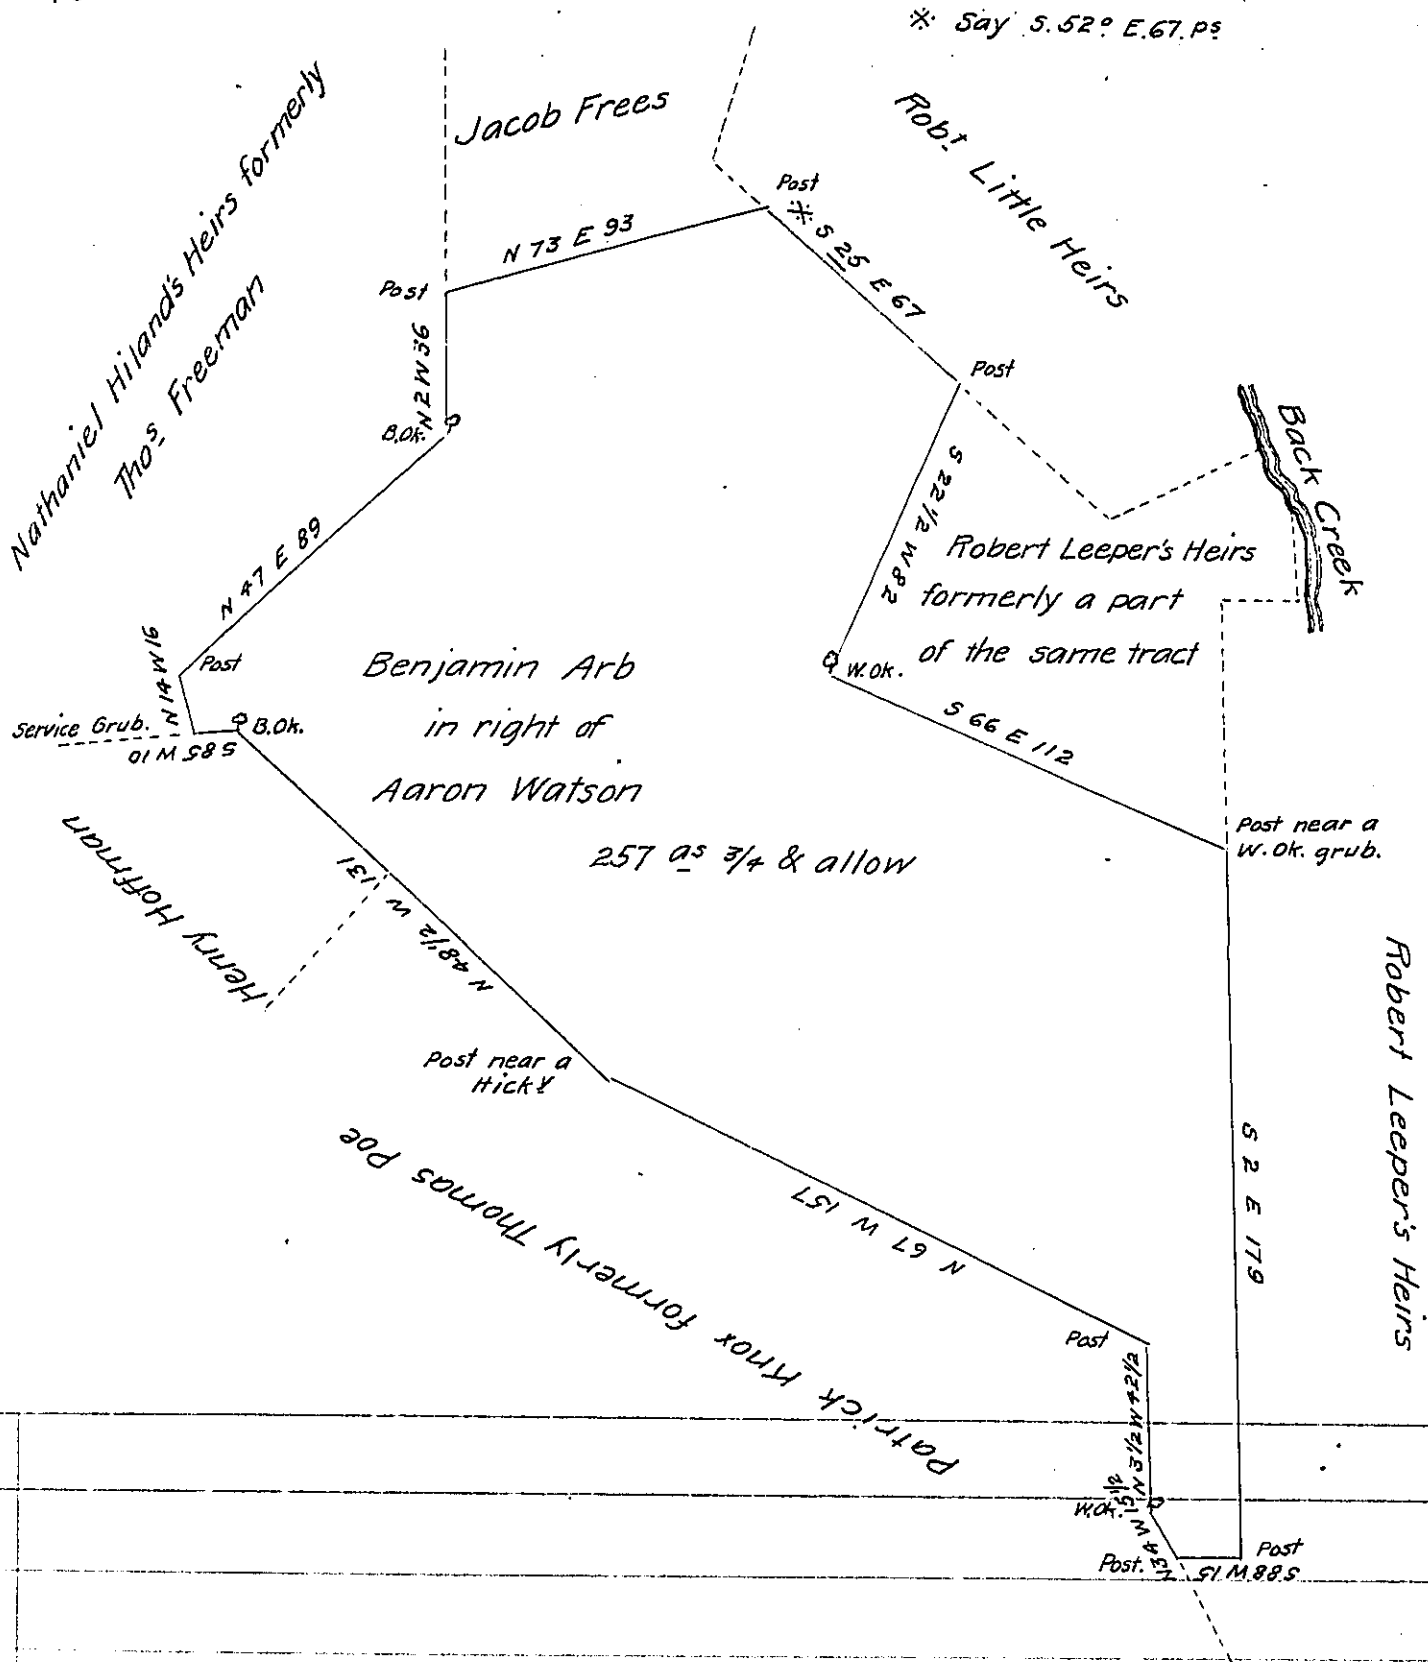 ※ Say S. 52° E. 67. Ps
Nathaniel Hiland's Heirs formerly
Thos. Freeman
Jacob Frees
Robt Little Heirs
Post
N 73 E 93
※ S 25 E 67
Post
N 2 W 36
B.Ok.
Post
Back Creek
S 22 1/2 W 82
Robert Leeper's Heirs
formerly a part
of the same tract
N 47 E 89
W.Ok.
N 14 W 16
Post
Service Grub.
S 85 W 10
B.Ok.
Benjamin Arb
in right of
Aaron Watson
257 as 3/4 & allow
S 66 E 112
Post near a
W. Ok. grub.
Henry Hoffman
N 48 1/2 W 131
Post near a
Hicky
Robert Leeper's Heirs
S 2 E 179
Patrick Knox formerly Thomas Poe
N 67 W 157
Post
N 3 1/2 W 42 1/2
W.Ok.
N 34 W 15 1/2
Post.
S 88 W 15
Post